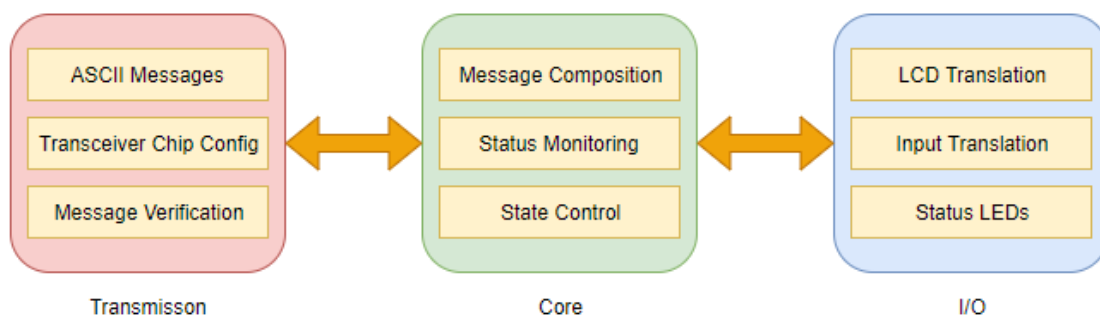 ASCII Messages
Transceiver Chip Config
Message Verification
Transmisson
Message Composition
Status Monitoring
State Control
Core
LCD Translation
Input Translation
Status LEDs
I/O